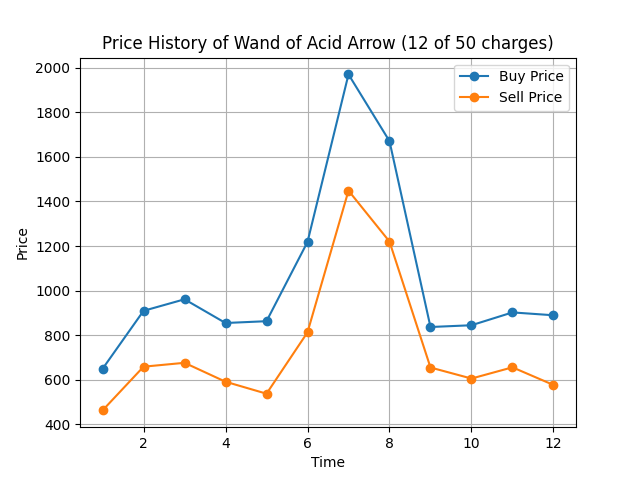 Price History of Wand of Acid Arrow (12 of 50 charges)
Buy Price
Sell Price
2000
1800
1600
1400
1200
1000
800
600
400
Price
2 4 6 8 10 12
Time